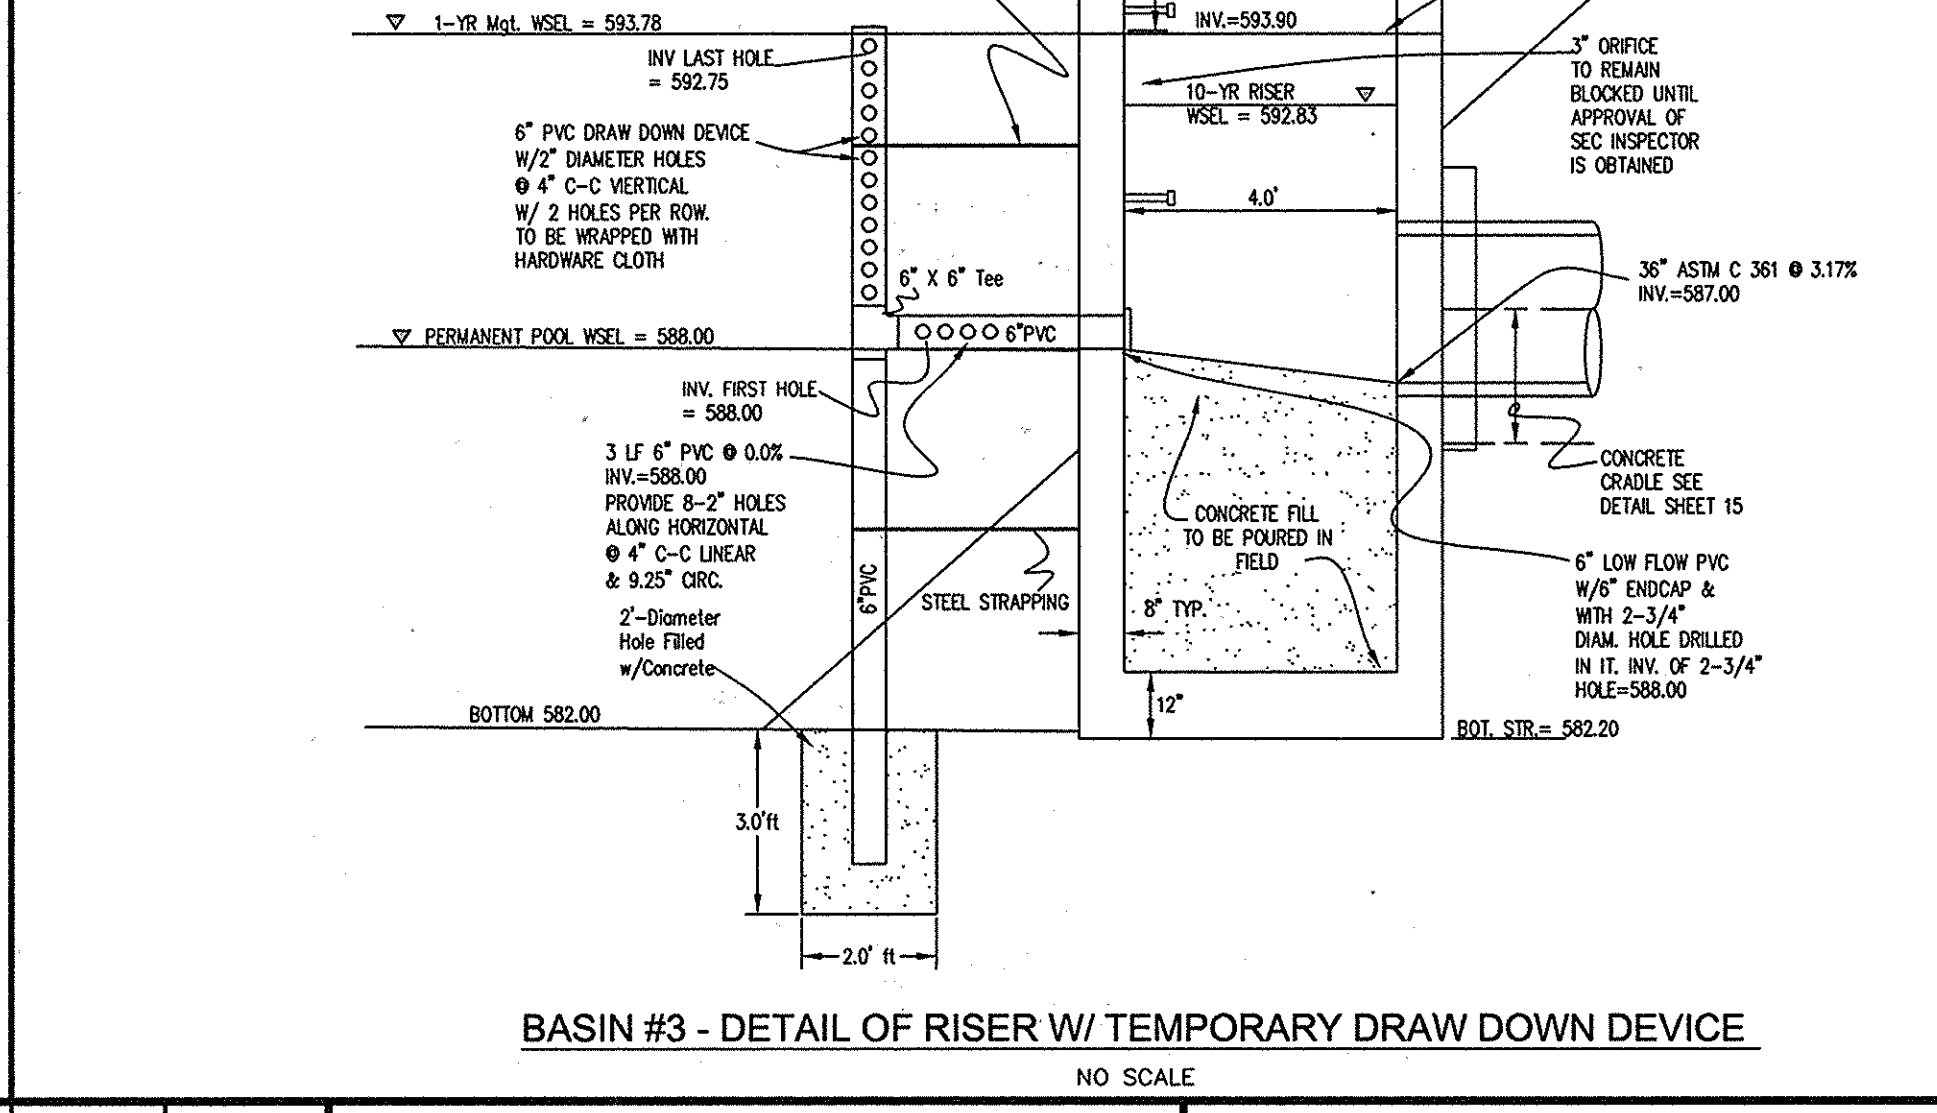 1-YR Mgt. WSEL = 593.78
INV.=593.90
INV LAST HOLE
= 592.75
3" ORIFICE
TO REMAIN
BLOCKED UNTIL
APPROVAL OF
SEC INSPECTOR
IS OBTAINED
10-YR RISER
WSEL = 592.83
6" PVC DRAW DOWN DEVICE
W/2" DIAMETER HOLES
@ 4" C-C VIERTICAL
W/ 2 HOLES PER ROW.
TO BE WRAPPED WITH
HARDWARE CLOTH
4.0'
6" X 6" Tee
36" ASTM C 361 @ 3.17%
INV.=587.00
PERMANENT POOL WSEL = 588.00
6"PVC
INV. FIRST HOLE
= 588.00
3 LF 6" PVC @ 0.0%
INV.=588.00
PROVIDE 8-2" HOLES
ALONG HORIZONTAL
@ 4" C-C LINEAR
& 9.25" CIRC.
CONCRETE
CRADLE SEE
DETAIL SHEET 15
CONCRETE FILL
TO BE POURED IN
FIELD
6" LOW FLOW PVC
W/6" ENDCAP &
WITH 2-3/4"
DIAM. HOLE DRILLED
IN IT. INV. OF 2-3/4"
HOLE=588.00
6"PVC
STEEL STRAPPING
8" TYP.
2'-Diameter
Hole Filled
w/Concrete
12"
BOTTOM 582.00
BOT. STR.= 582.20
3.0'ft
2.0' ft
BASIN #3 - DETAIL OF RISER W/ TEMPORARY DRAW DOWN DEVICE
NO SCALE